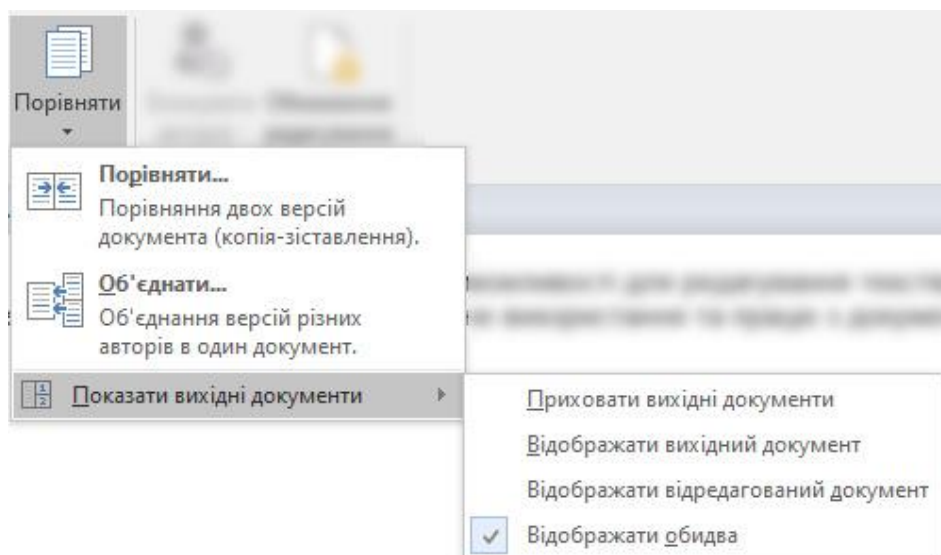 Порівняти
Порівняти...
Порівняння двох версій
документа (копія-зіставлення).
Об'єднати...
Об'єднання версій різних
авторів в один документ.
Показати вихідні документи
Приховати вихідні документи
Відображати вихідний документ
Відображати відредагований документ
Відображати обидва